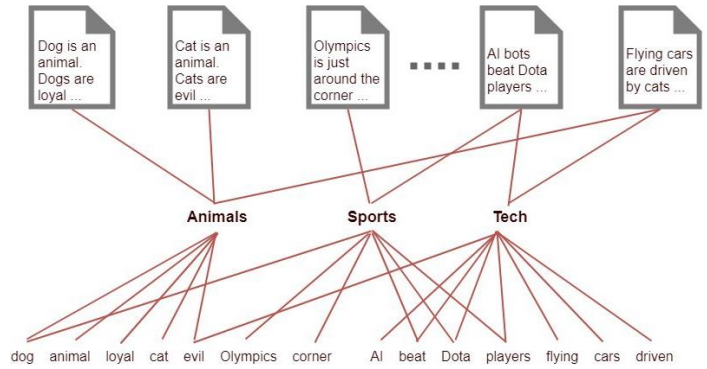 Dog is an
animal.
Dogs are
loyal ...
Cat is an
animal.
Cats are
evil ...
Olympics
is just
around the
corner ...
AI bots
beat Dota
players ...
Flying cars
are driven
by cats ...
Animals Sports Tech
dog animal loyal cat evil Olympics corner AI beat Dota players flying cars driven